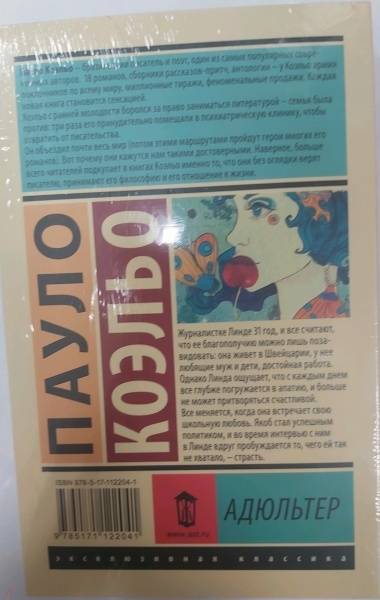 Пауло Коэльо – бразильский писатель и поэт, один из самых популярных совре-
менных авторов. 18 романов, сборники рассказов-притч, антологии – у Коэльо армия
поклонников по всему миру, миллионные тиражи, феноменальные продажи. Каждая
новая книга становится сенсацией.
Коэльо с ранней молодости боролся за право заниматься литературой – семья была
против: три раза его принудительно помещали в психиатрическую клинику, чтобы
отвратить от писательства.
Он объездил почти весь мир (потом этими маршрутами пройдут герои многих его
романов). Вот почему они кажутся нам такими достоверными. Наверное, больше
всего читателей подкупает в книгах Коэльо именно то, что они без оглядки верят
писателю, принимают его философию и его отношение к жизни.
ПАУЛО
КОЭЛЬО
Журналистке Линде 31 год, и все считают,
что ее благополучию можно лишь поза-
видовать: она живет в Швейцарии, у нее
любящие муж и дети, достойная работа.
Однако Линда ощущает, что с каждым днем
все глубже погружается в апатию, и больше
не может притворяться счастливой.
Все меняется, когда она встречает свою
школьную любовь. Якоб стал успешным
политиком, и во время интервью с ним
в Линде вдруг пробуждается то, чего ей так
не хватало, – страсть.
ISBN 978-5-17-112204-1
9 785171 122041
www.ast.ru
АДЮЛЬТЕР
эксклюзивная классика